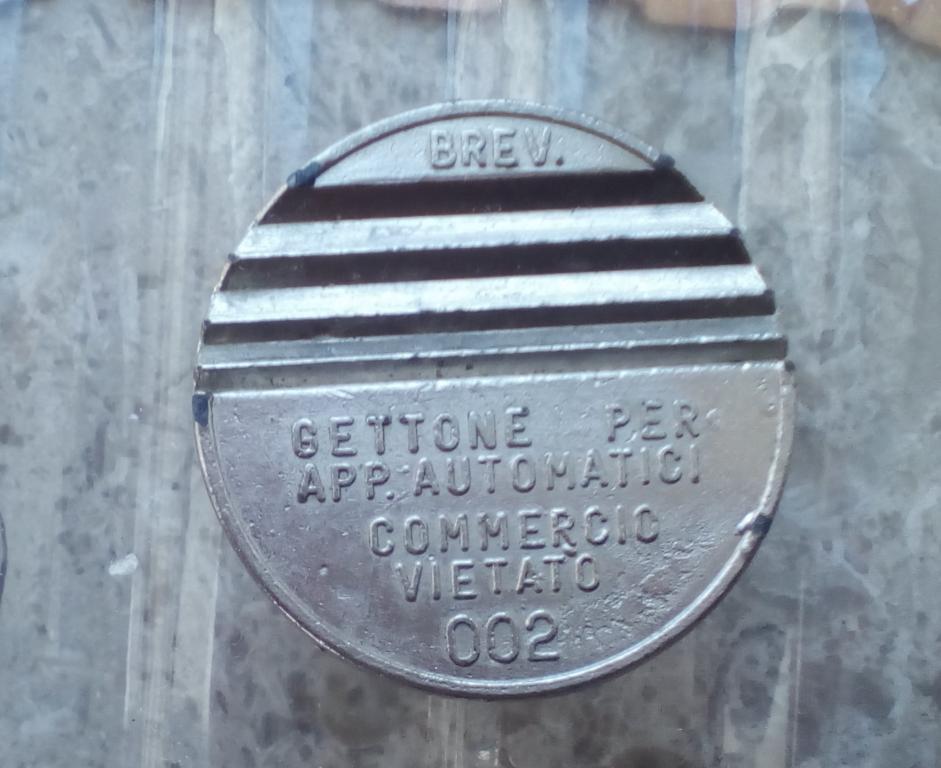 BREV.
GETTONE PER
APP. AUTOMATICI
COMMERCIO
VIETATO
002